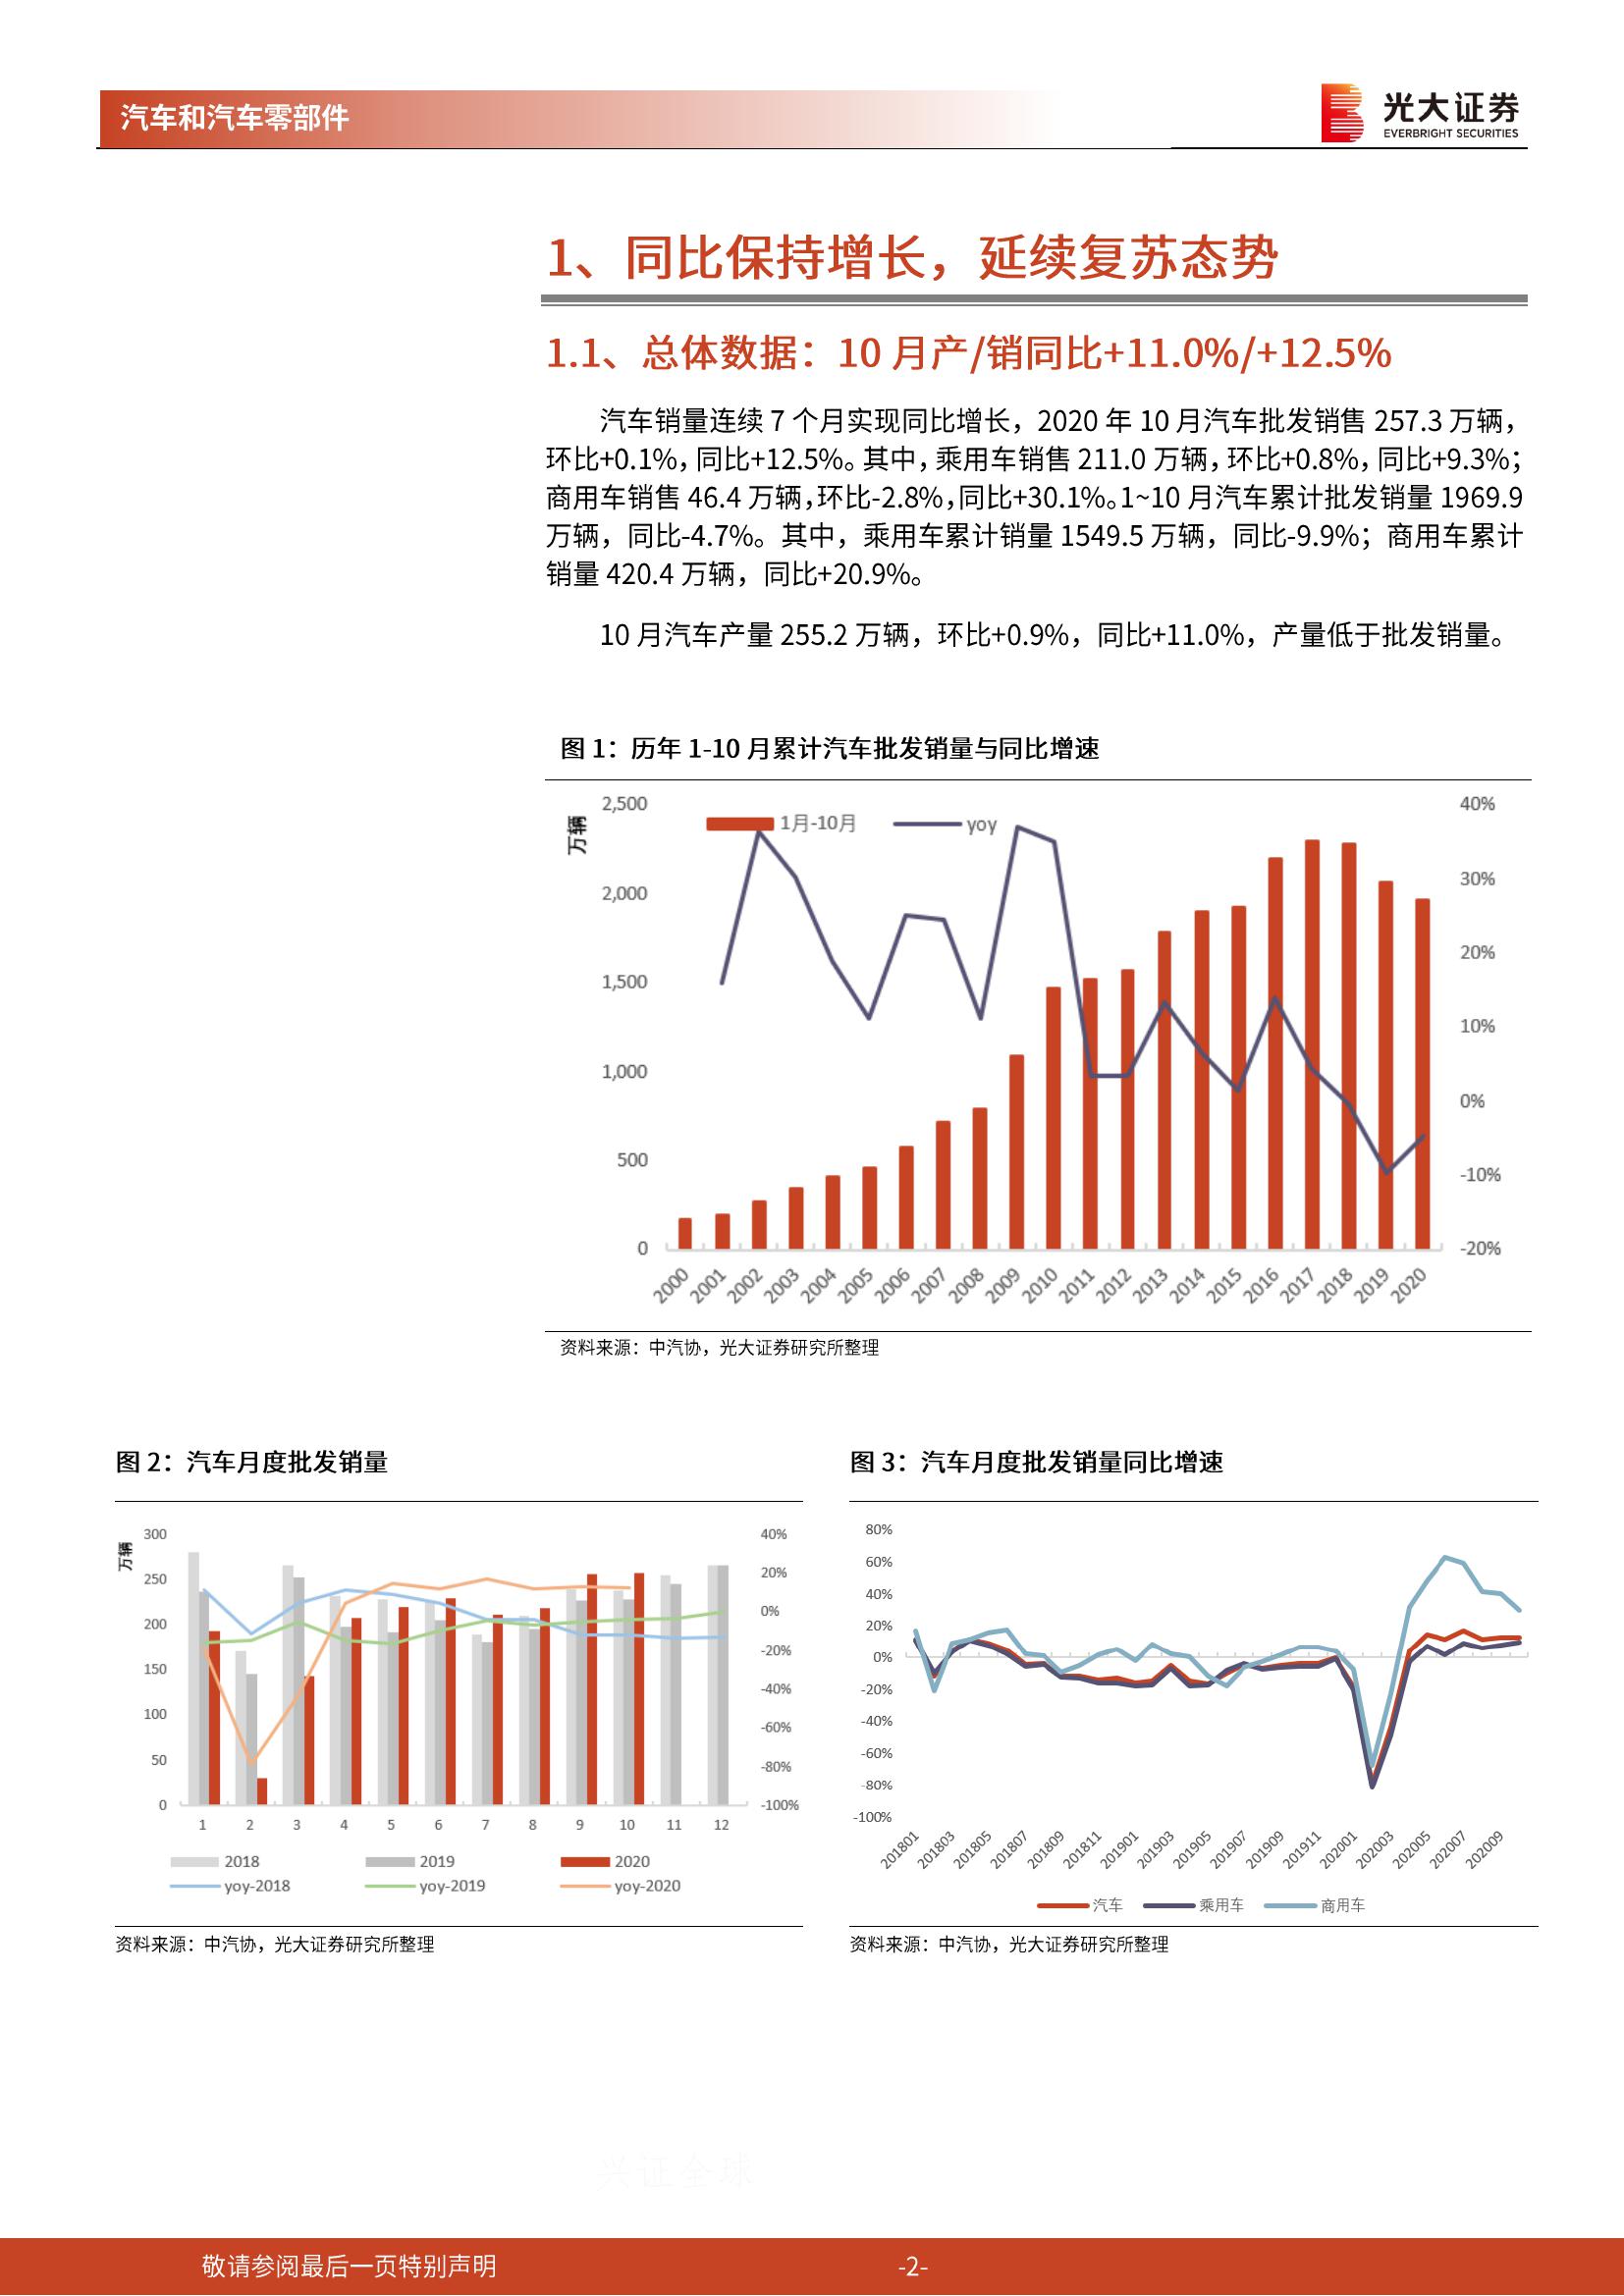 汽车和汽车零部件
光大证券
EVERBRIGHT SECURITIES
1、同比保持增长，延续复苏态势
1.1、总体数据：10 月产/销同比+11.0%/+12.5%
汽车销量连续 7 个月实现同比增长，2020 年 10 月汽车批发销售 257.3 万辆，
环比+0.1%，同比+12.5%。其中，乘用车销售 211.0 万辆，环比+0.8%，同比+9.3%；
商用车销售 46.4 万辆，环比-2.8%，同比+30.1%。1~10 月汽车累计批发销量 1969.9
万辆，同比-4.7%。其中，乘用车累计销量 1549.5 万辆，同比-9.9%；商用车累计
销量 420.4 万辆，同比+20.9%。
10 月汽车产量 255.2 万辆，环比+0.9%，同比+11.0%，产量低于批发销量。
图 1：历年 1-10 月累计汽车批发销量与同比增速
万辆
2,500
2,000
1,500
1,000
500
0
1月-10月 yoy
40%
30%
20%
10%
0%
-10%
-20%
2000 2001 2002 2003 2004 2005 2006 2007 2008 2009 2010 2011 2012 2013 2014 2015 2016 2017 2018 2019 2020
资料来源：中汽协，光大证券研究所整理
图 2：汽车月度批发销量
万辆
300
250
200
150
100
50
0
40%
20%
0%
-20%
-40%
-60%
-80%
-100%
1 2 3 4 5 6 7 8 9 10 11 12
2018 2019 2020
yoy-2018 yoy-2019 yoy-2020
资料来源：中汽协，光大证券研究所整理
图 3：汽车月度批发销量同比增速
80%
60%
40%
20%
0%
-20%
-40%
-60%
-80%
-100%
201801 201803 201805 201807 201809 201811 201901 201903 201905 201907 201909 201911 202001 202003 202005 202007 202009
汽车 乘用车 商用车
资料来源：中汽协，光大证券研究所整理
兴证全球
敬请参阅最后一页特别声明
-2-